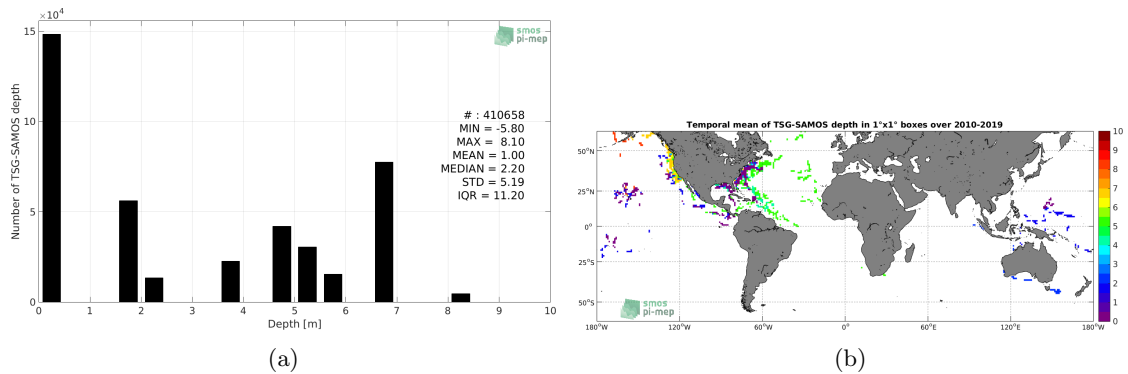 ×10⁴
15
10
5
0
Number of TSG-SAMOS depth
smos
pi-mep
# : 410658
MIN = -5.80
MAX = 8.10
MEAN = 1.00
MEDIAN = 2.20
STD = 5.19
IQR = 11.20
0 1 2 3 4 5 6 7 8 9 10
Depth [m]
(a)
Temporal mean of TSG-SAMOS depth in 1°x1° boxes over 2010-2019
50°N
25°N
0°
25°S
50°S
smos
pi-mep
180°W 120°W 60°W 0° 60°E 120°E 180°W
10
9
8
7
6
5
4
3
2
1
0
(b)